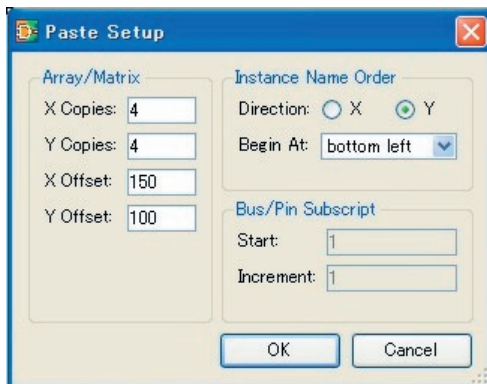 Paste Setup
Array/Matrix
X Copies: 4
Y Copies: 4
X Offset: 150
Y Offset: 100
Instance Name Order
Direction: X Y
Begin At: bottom left
Bus/Pin Subscript
Start: 1
Increment: 1
OK Cancel